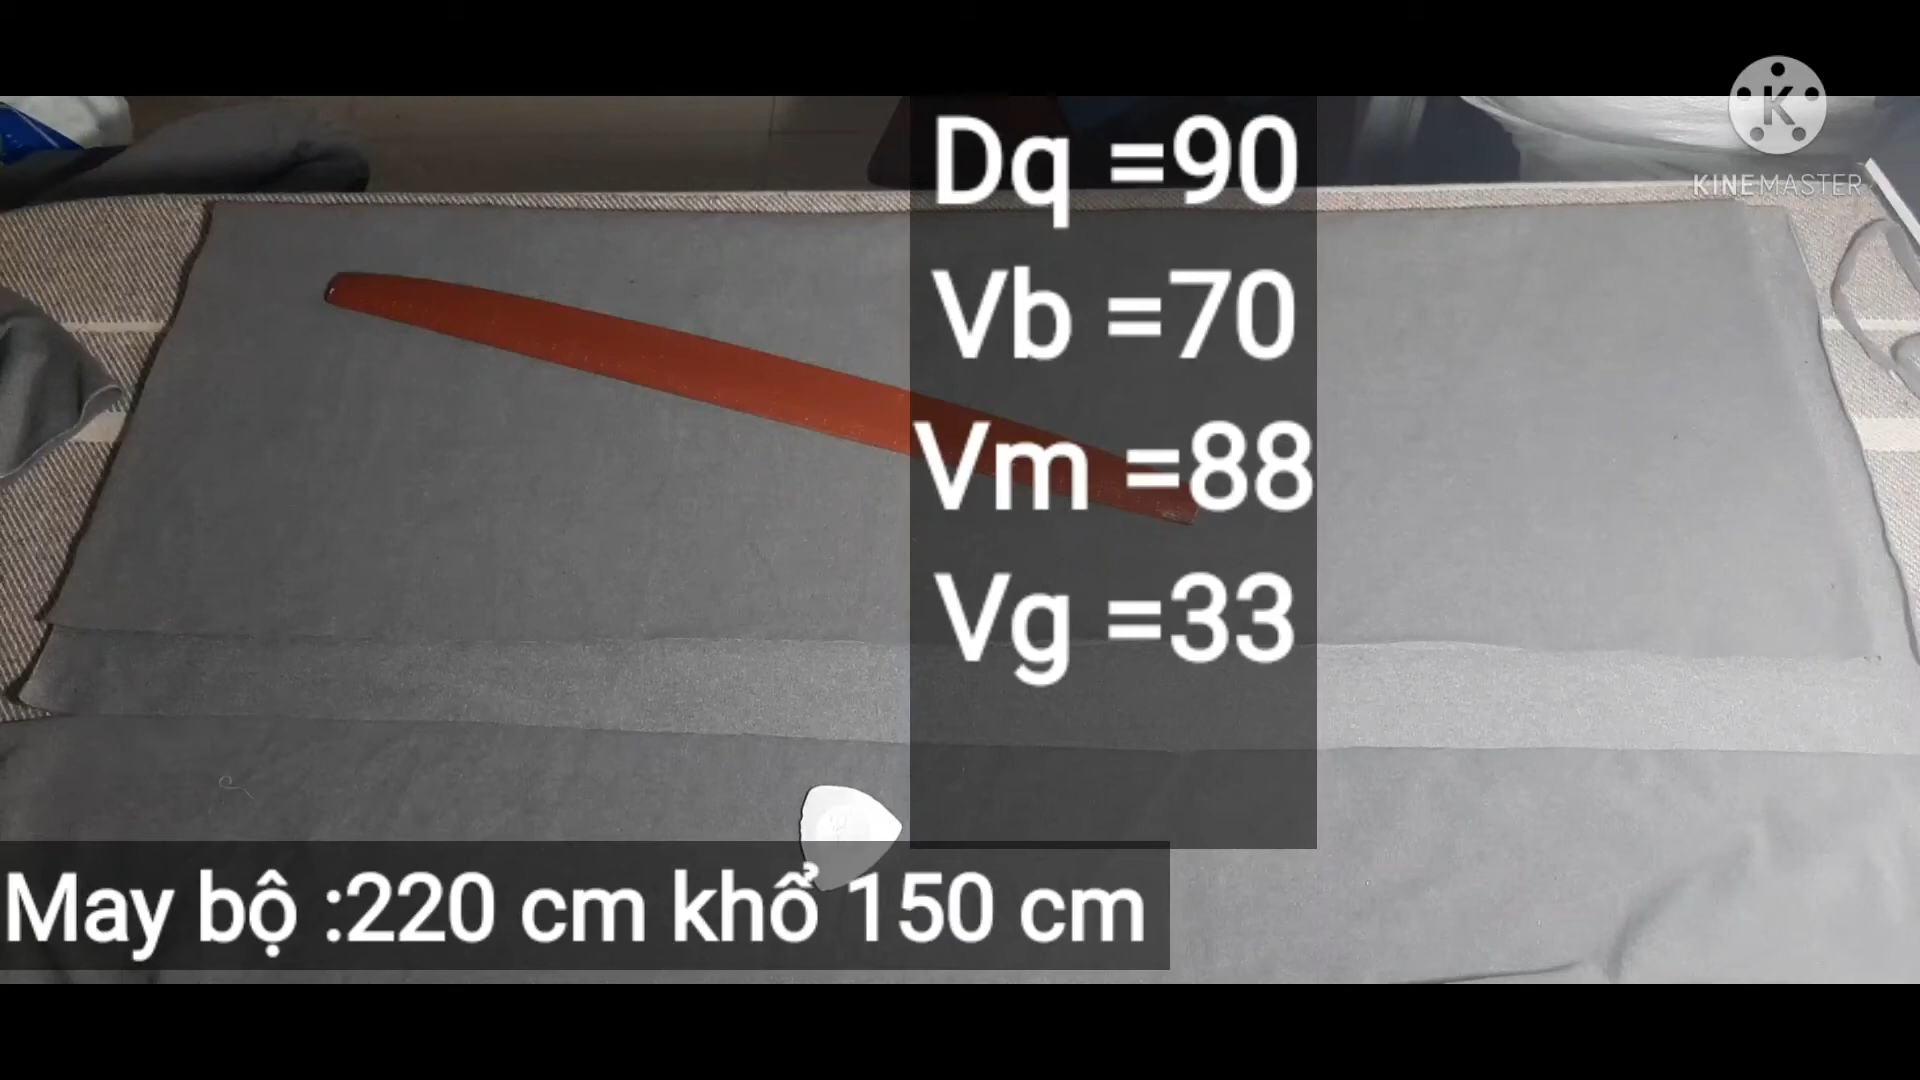 K
KINEMASTER
Dq =90
Vb =70
Vm =88
Vg =33
May bộ :220 cm khổ 150 cm